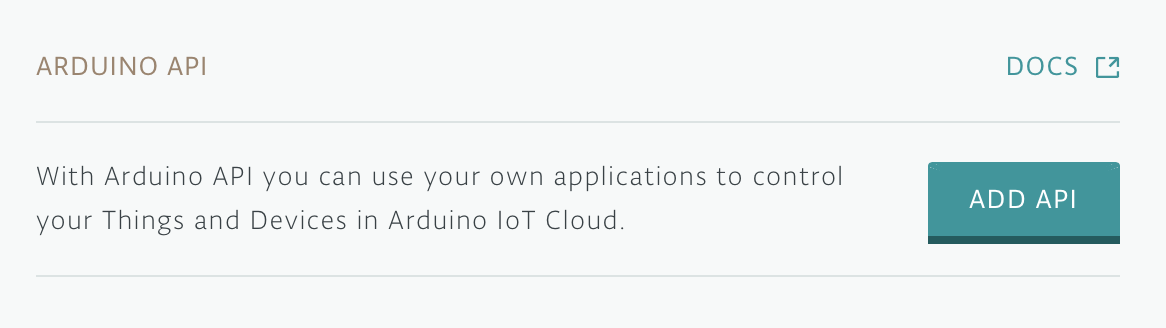 ARDUINO API
DOCS
With Arduino API you can use your own applications to control
your Things and Devices in Arduino IoT Cloud.
ADD API